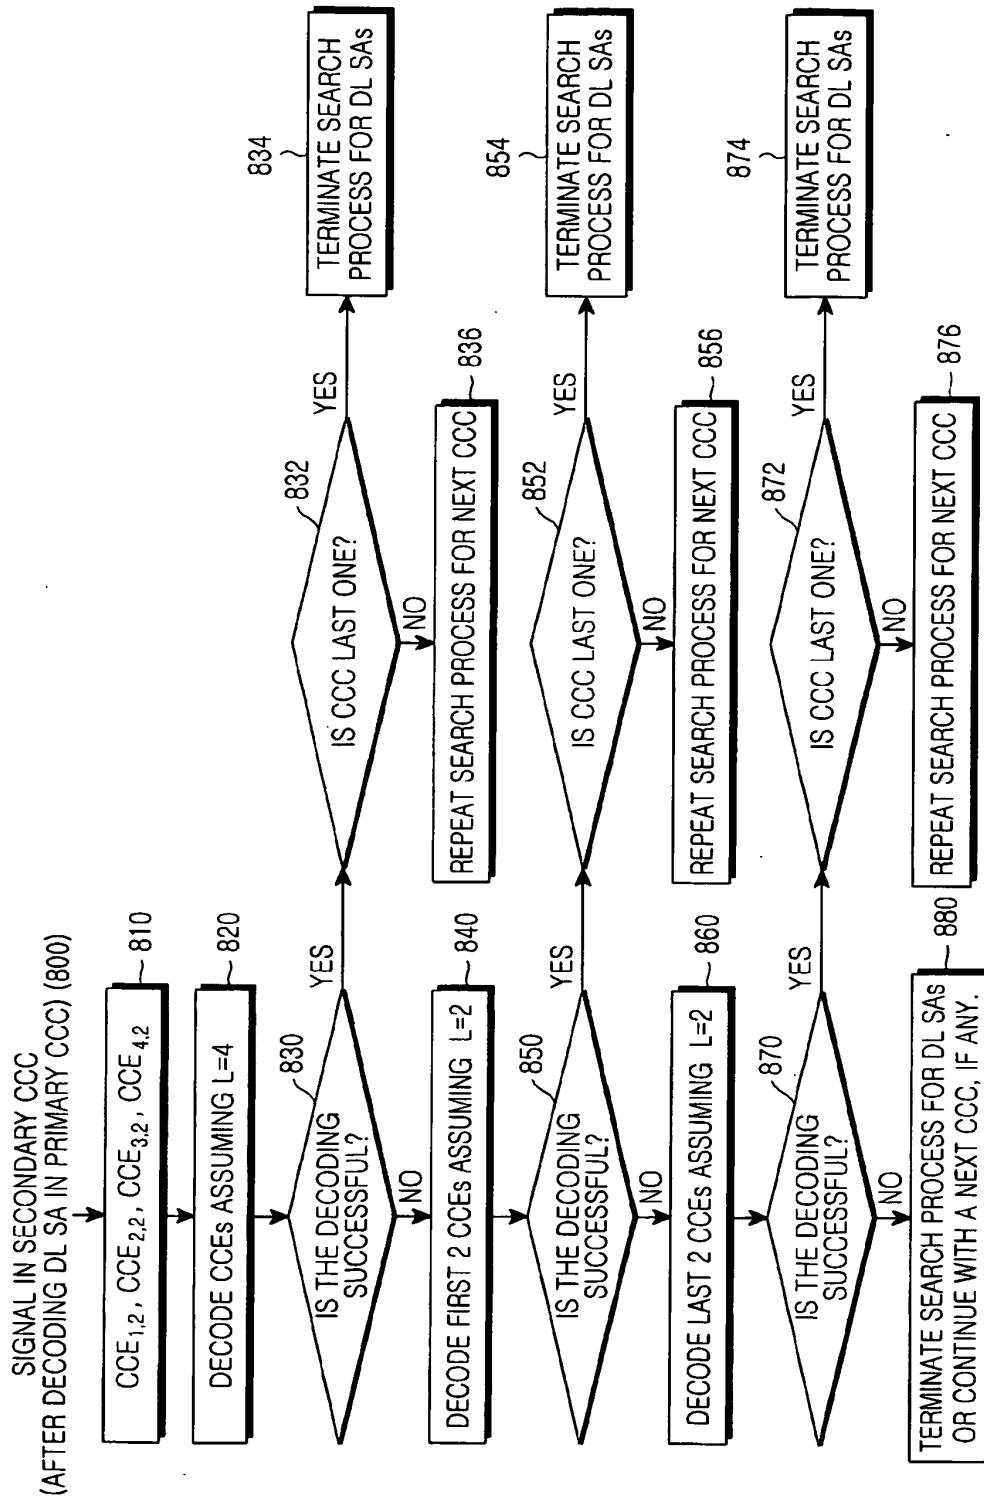 SIGNAL IN SECONDARY CCC
(AFTER DECODING DL SA IN PRIMARY CCC) (800)
CCE1,2, CCE2,2, CCE3,2, CCE4,2
810
DECODE CCEs ASSUMING L=4
820
IS THE DECODING
SUCCESSFUL?
830
YES
NO
IS CCC LAST ONE?
832
YES
NO
TERMINATE SEARCH
PROCESS FOR DL SAs
834
REPEAT SEARCH PROCESS FOR NEXT CCC
836
DECODE FIRST 2 CCEs ASSUMING L=2
840
IS THE DECODING
SUCCESSFUL?
850
YES
NO
IS CCC LAST ONE?
852
YES
NO
TERMINATE SEARCH
PROCESS FOR DL SAs
854
REPEAT SEARCH PROCESS FOR NEXT CCC
856
DECODE LAST 2 CCEs ASSUMING L=2
860
IS THE DECODING
SUCCESSFUL?
870
YES
NO
IS CCC LAST ONE?
872
YES
NO
TERMINATE SEARCH
PROCESS FOR DL SAs
874
REPEAT SEARCH PROCESS FOR NEXT CCC
876
TERMINATE SEARCH PROCESS FOR DL SAs
OR CONTINUE WITH A NEXT CCC, IF ANY.
880